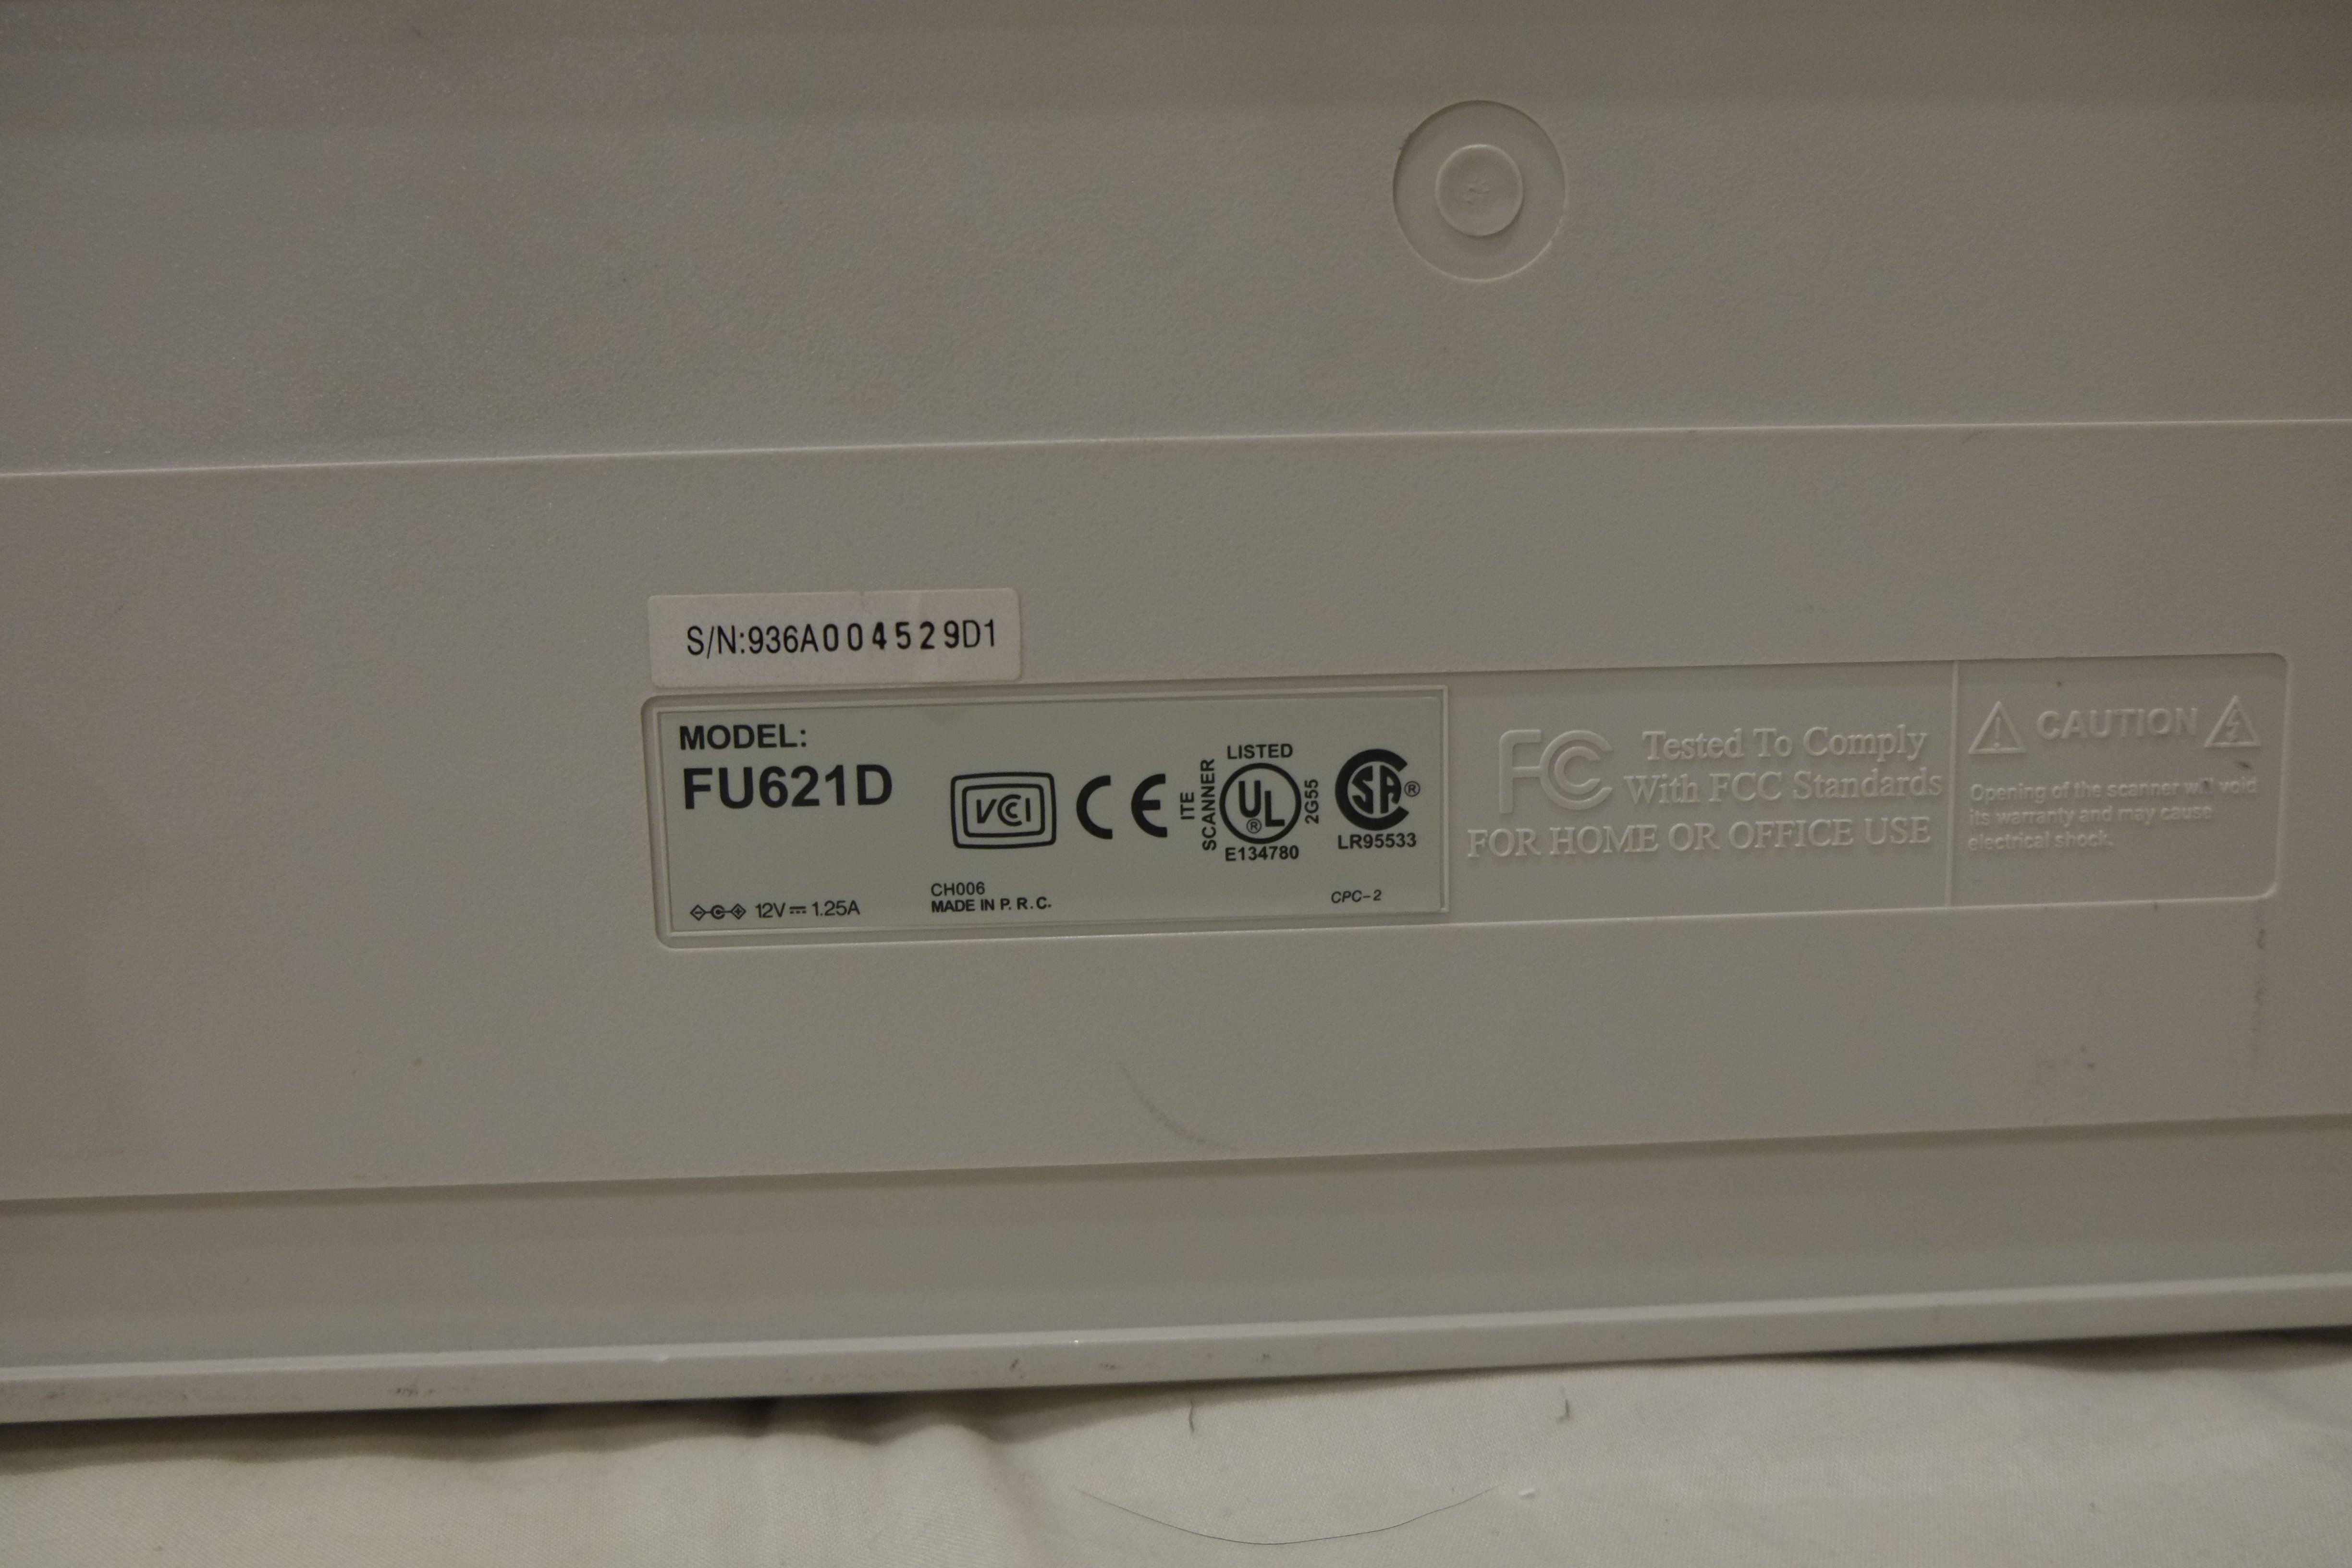 S/N:936A004529D1
MODEL:
FU621D
VCCI
CE
ITE
SCANNER
LISTED
UL®
2G55
E134780
SA®
LR95533
12V⎓1.25A
CH006
MADE IN P.R.C.
CPC-2
FC Tested To Comply
With FCC Standards
FOR HOME OR OFFICE USE
CAUTION
Opening of the scanner will void
its warranty and may cause
electrical shock.